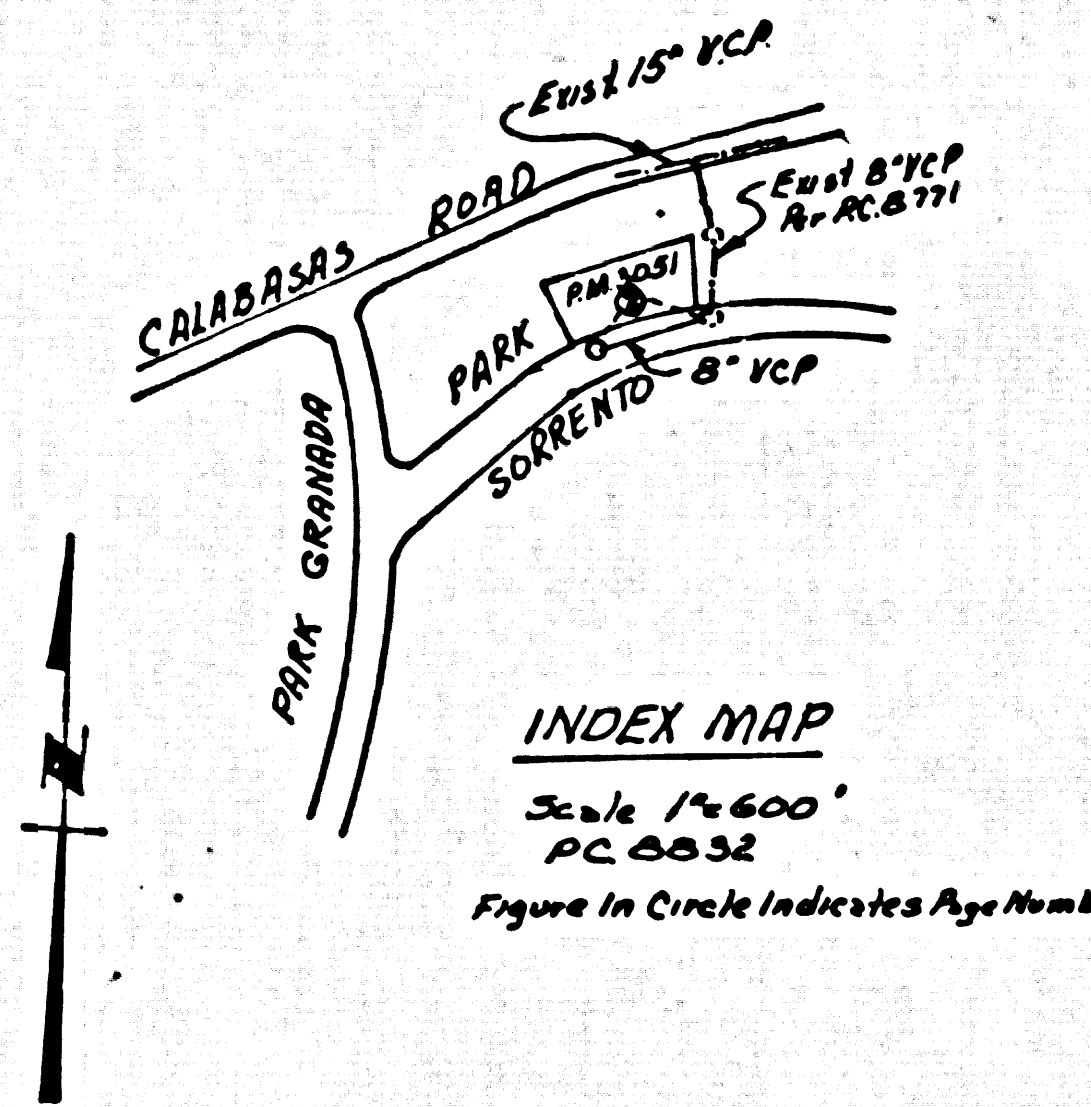 Exist 15" V.C.P.
CALABASAS ROAD
Exist 8" VCP
Per P.C. 8771
P.M. 3051
PARK
SORRENTO
8" VCP
PARK GRANADA
N
INDEX MAP
Scale 1"=600'
PC 8832
Figure In Circle Indicates Page Numb